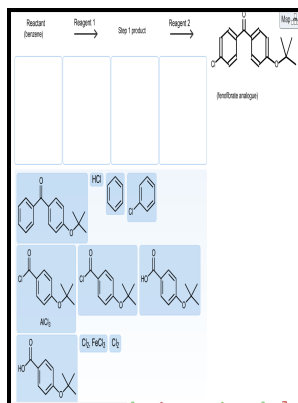 Reactant
(benzene)
Reagent 1
Step 1 product
Reagent 2
Map
O
Cl
O
(fenofibrate analogue)
O
O
HCl
Cl
O
Cl
O
AlCl₃
O
Cl
O
O
HO
O
O
HO
O
Cl₂, FeCl₃
Cl₂